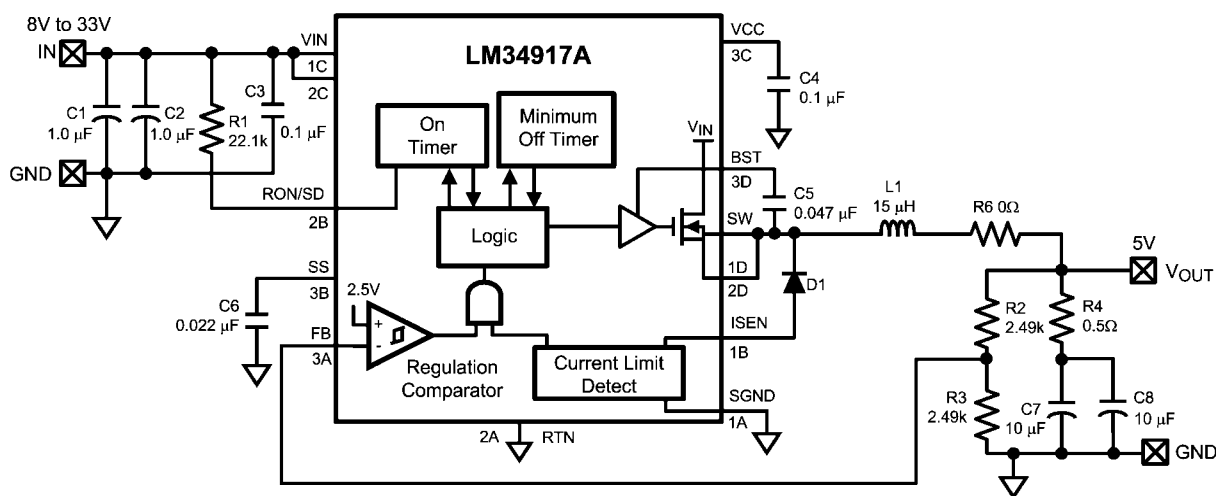 8V to 33V
IN
VIN
1C
2C
LM34917A
VCC
3C
C4
0.1 µF
C1
1.0 µF
C2
1.0 µF
R1
22.1k
C3
0.1 µF
On
Timer
Minimum
Off Timer
VIN
BST
3D
GND
RON/SD
2B
Logic
C5
0.047 µF
SW
1D
2D
L1
15 µH
R6 0Ω
5V
VOUT
D1
SS
3B
C6
0.022 µF
2.5V
+
-
FB
3A
Regulation
Comparator
Current Limit
Detect
ISEN
1B
SGND
1A
R2
2.49k
R4
0.5Ω
R3
2.49k
C7
10 µF
C8
10 µF
GND
2A
RTN